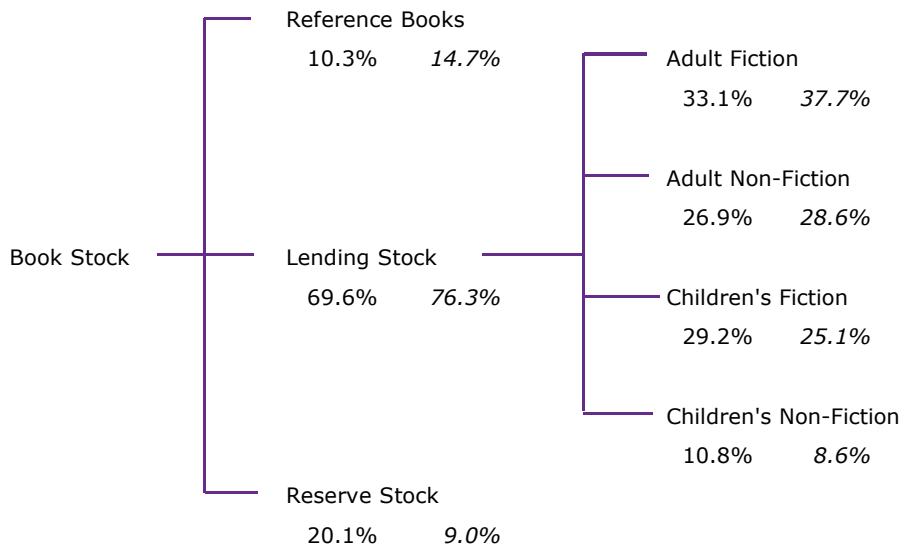 Reference Books
10.3% 14.7%
Adult Fiction
33.1% 37.7%
Adult Non-Fiction
26.9% 28.6%
Book Stock
Lending Stock
69.6% 76.3%
Children's Fiction
29.2% 25.1%
Children's Non-Fiction
10.8% 8.6%
Reserve Stock
20.1% 9.0%